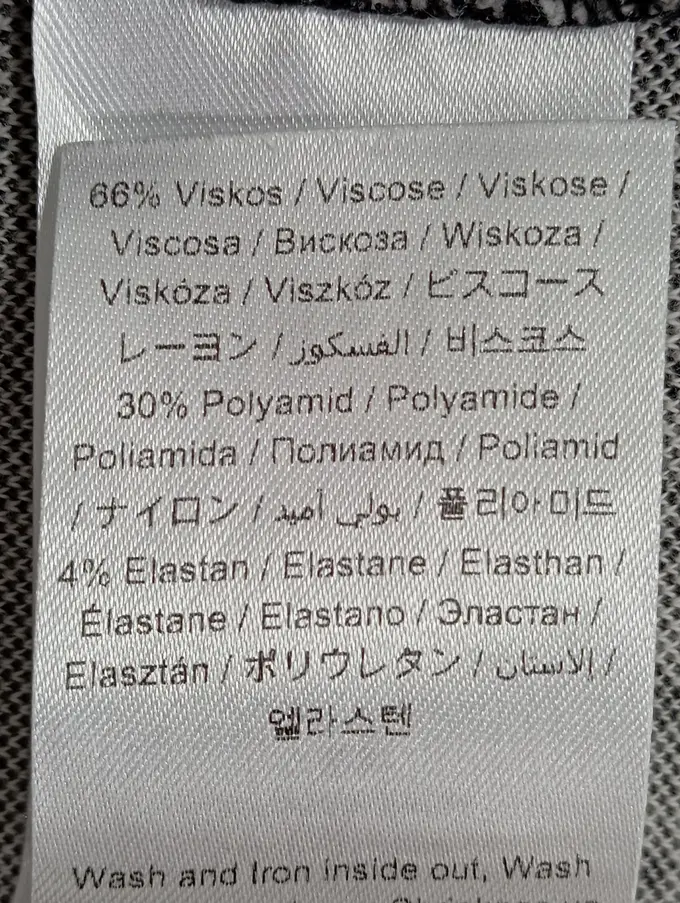 66% Viskos / Viscose / Viskose /
Viscosa / Вискоза / Wiskoza /
Viskóza / Viszkóz / ビスコース
レーヨン / الفسكوز / 비스코스
30% Polyamid / Polyamide /
Poliamida / Полиамид / Poliamid
/ ナイロン / بولي أميد / 폴리아미드
4% Elastan / Elastane / Elasthan /
Élastane / Elastano / Эластан /
Elasztán / ポリウレタン / إلاستان /
엘라스텐
Wash and Iron inside out, Wash